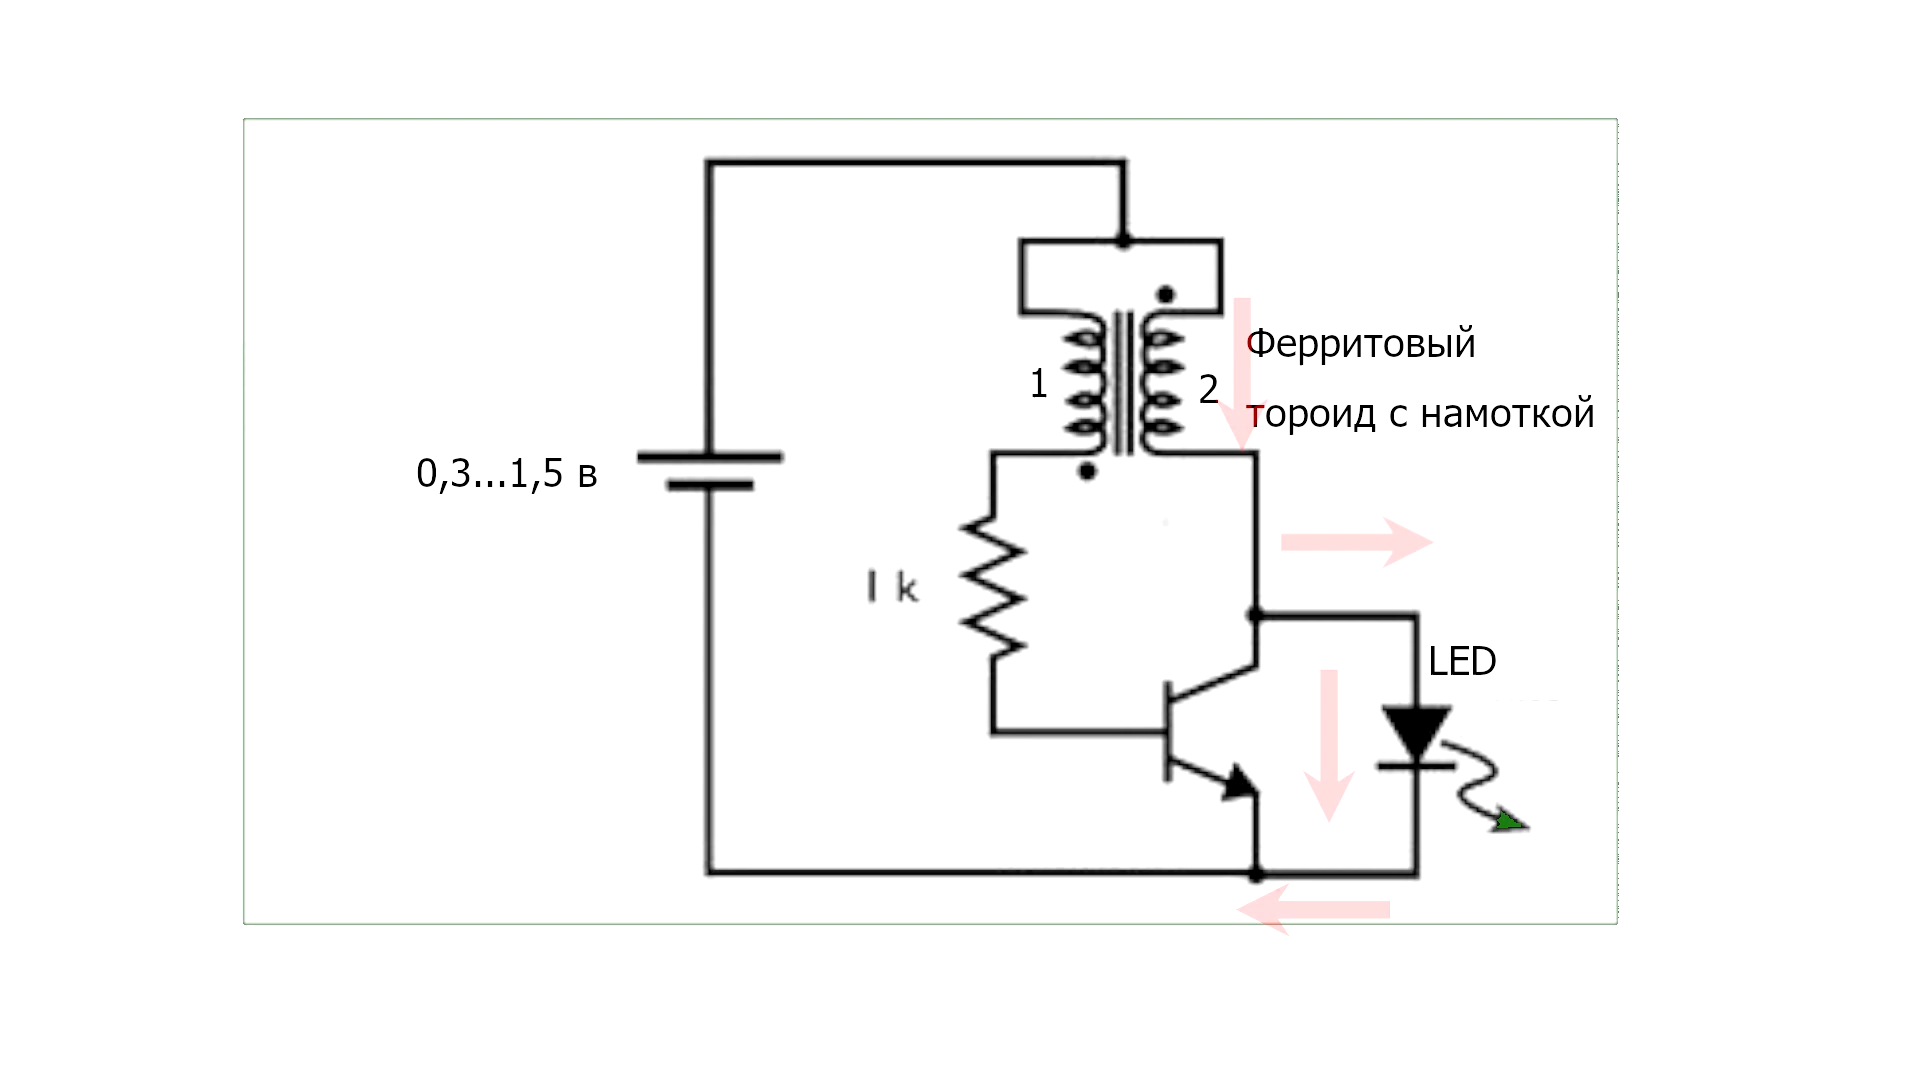 Ферритовый
1
2
тороид с намоткой
0,3...1,5 в
1 k
LED